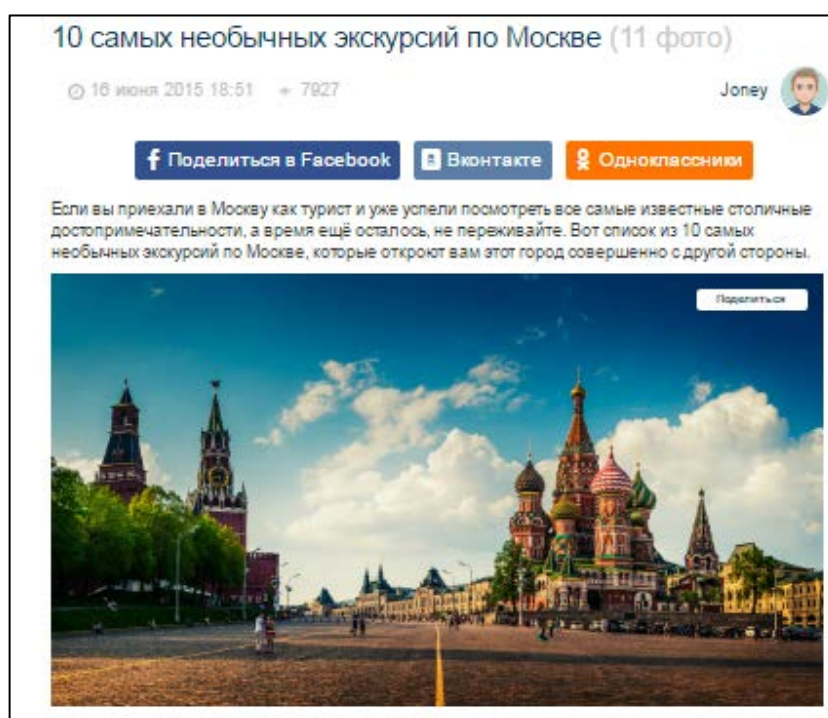 10 самых необычных экскурсий по Москве (11 фото)
16 июня 2015 18:51 7927
Joney
Поделиться в Facebook
Вконтакте
Одноклассники
Если вы приехали в Москву как турист и уже успели посмотреть все самые известные столичные
достопримечательности, а время ещё осталось, не переживайте. Вот список из 10 самых
необычных экскурсий по Москве, которые откроют вам этот город совершенно с другой стороны.
Поделиться